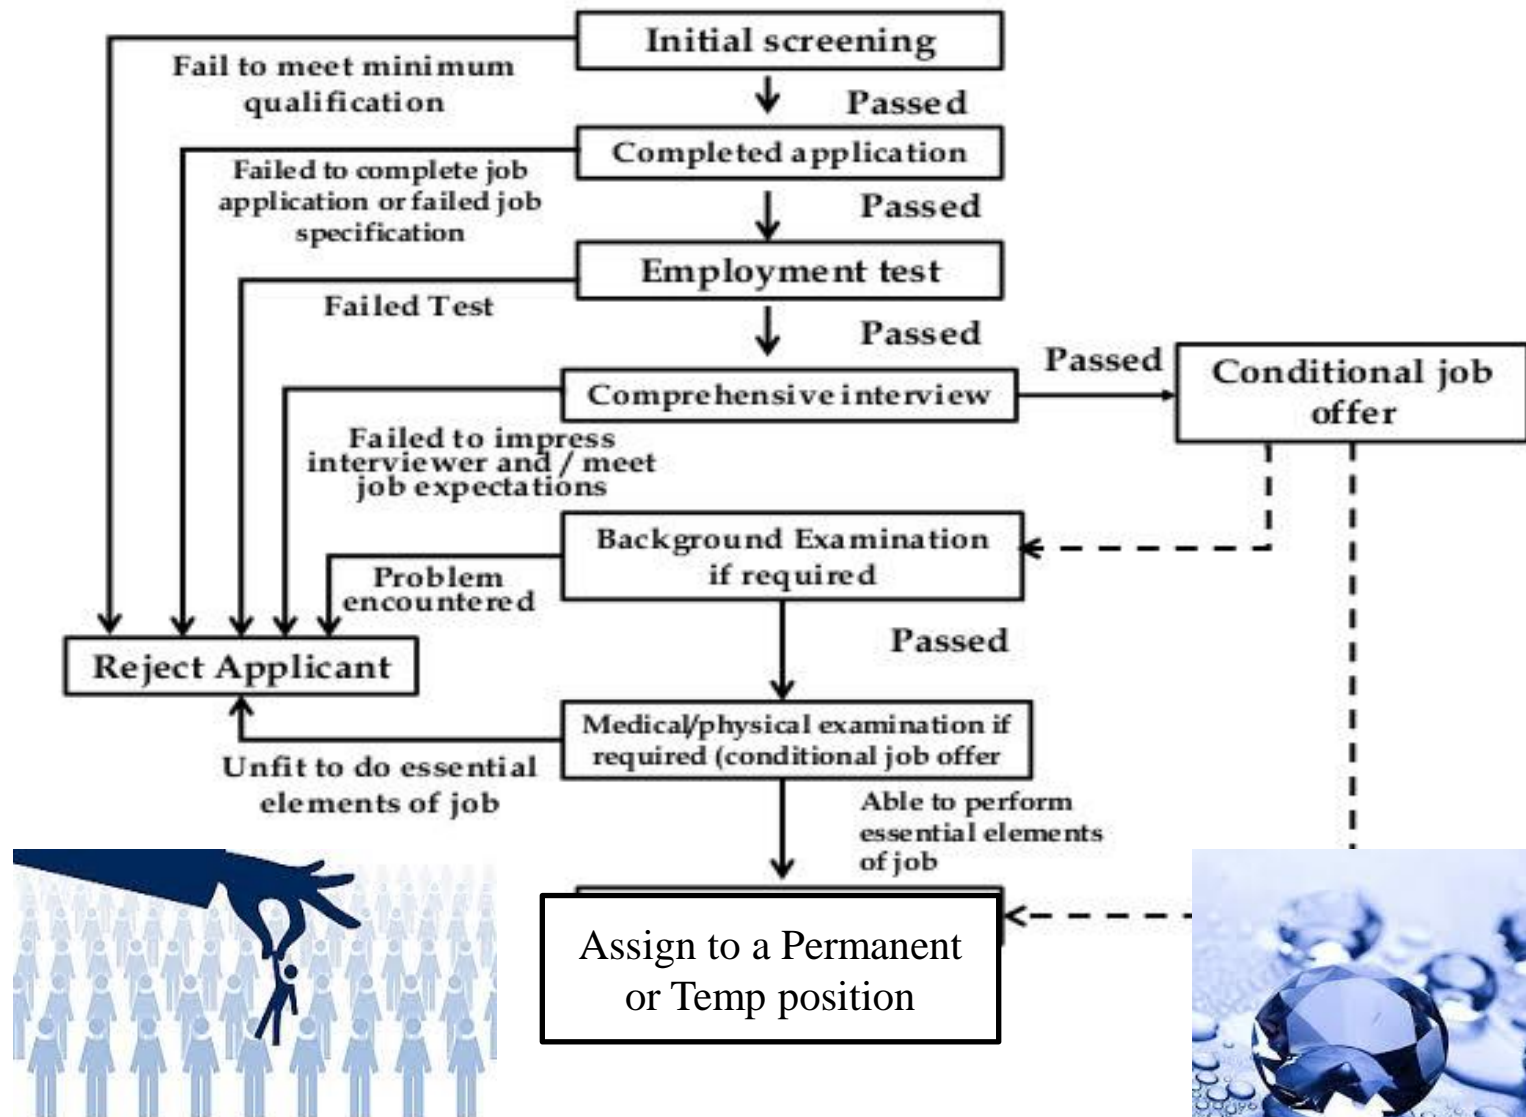 Initial screening
Fail to meet minimum
qualification
Passed
Completed application
Failed to complete job
application or failed job
specification
Passed
Employment test
Failed Test
Passed
Comprehensive interview
Passed
Conditional job
offer
Failed to impress
interviewer and / meet
job expectations
Background Examination
if required
Problem
encountered
Passed
Reject Applicant
Medical/physical examination if
required (conditional job offer
Unfit to do essential
elements of job
Able to perform
essential elements
of job
Assign to a Permanent
or Temp position